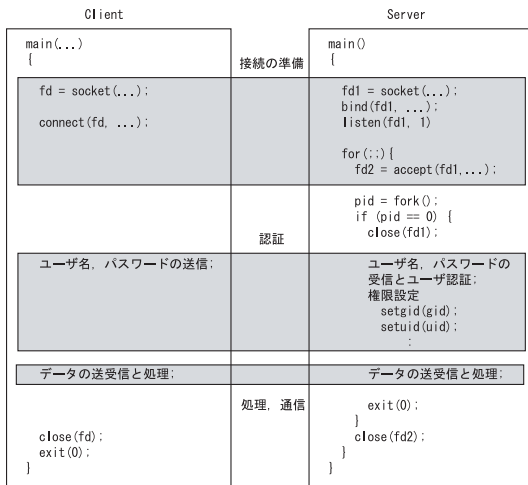 Client
Server
main(...)
{
fd = socket(...);
connect(fd, ...);
ユーザ名, パスワードの送信;
データの送受信と処理;
close(fd);
exit(0);
}
接続の準備
認証
処理, 通信
main()
{
fd1 = socket(...);
bind(fd1, ...);
listen(fd1, 1)
for(;;){
fd2 = accept(fd1,...);
pid = fork();
if (pid == 0) {
close(fd1);
ユーザ名, パスワードの
受信とユーザ認証;
権限設定
setgid(gid);
setuid(uid);
:
データの送受信と処理;
exit(0);
}
close(fd2);
}
}